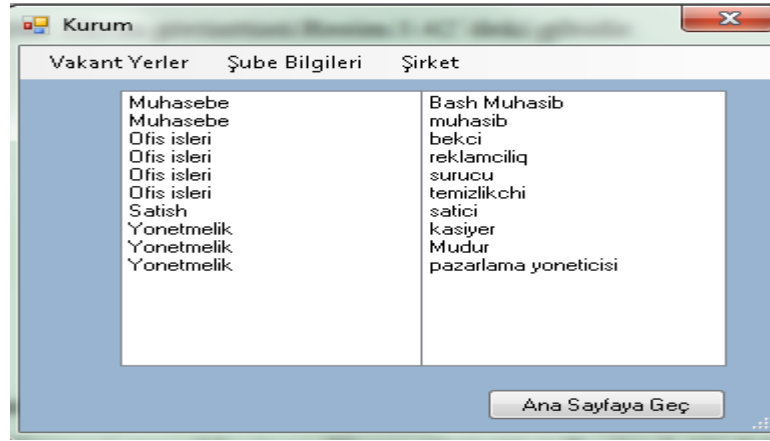 Kurum
Vakant Yerler Şube Bilgileri Şirket
Muhasebe Bash Muhasib
Muhasebe muhasib
Ofis isleri bekci
Ofis isleri reklamciliq
Ofis isleri surucu
Ofis isleri temizlikchi
Satish satici
Yonetmelik kasiyer
Yonetmelik Mudur
Yonetmelik pazarlama yoneticisi
Ana Sayfaya Geç